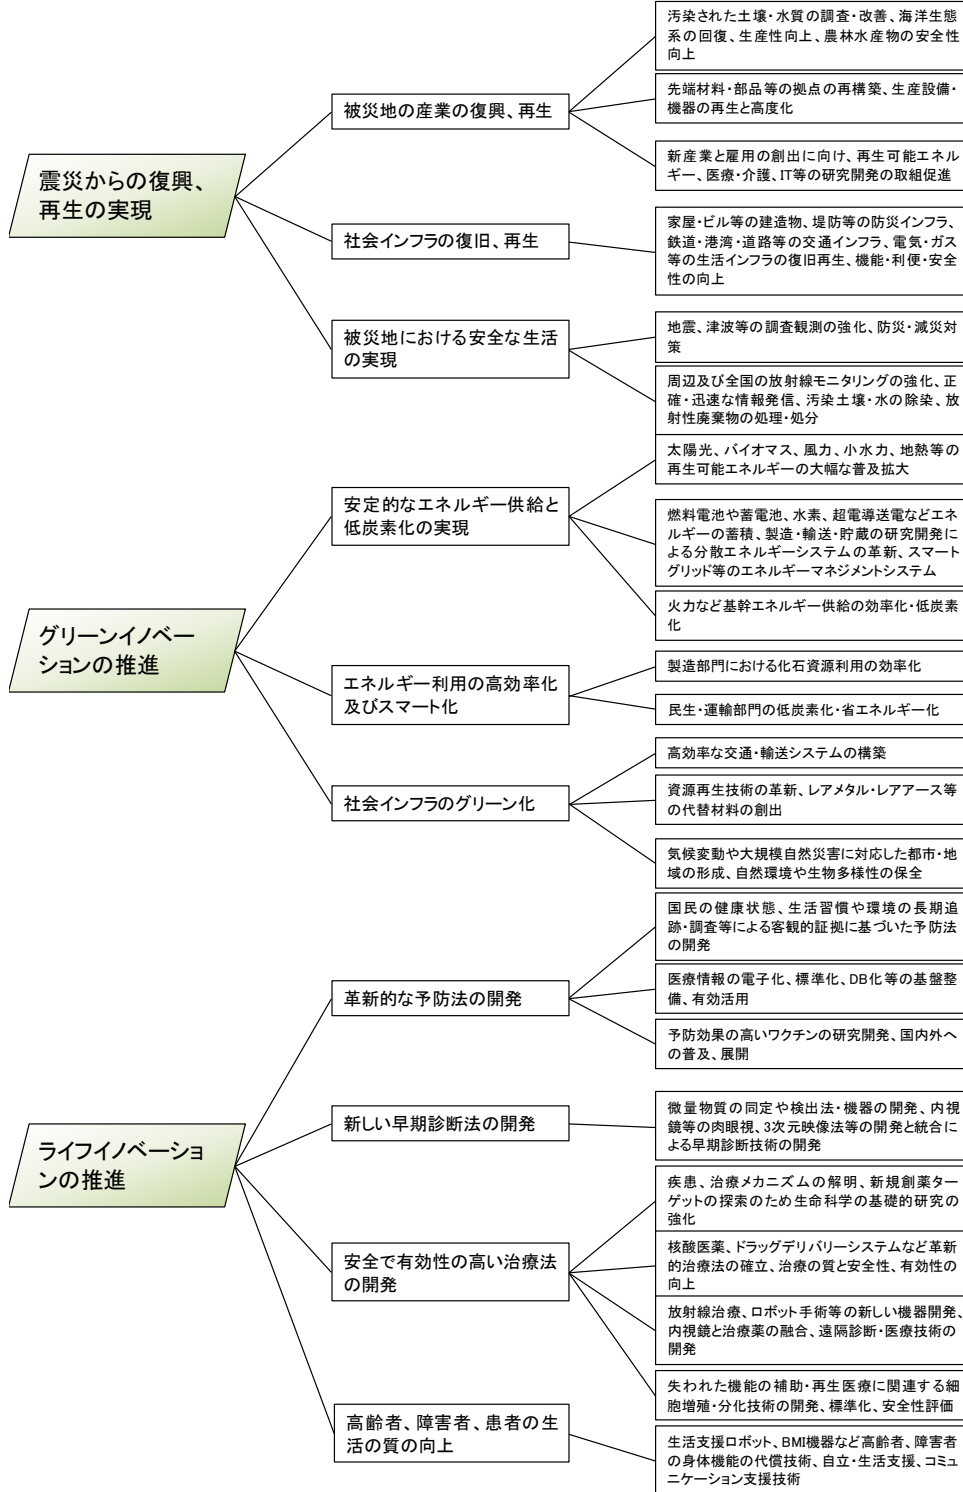 震災からの復興、
再生の実現
被災地の産業の復興、再生
汚染された土壌・水質の調査・改善、海洋生態
系の回復、生産性向上、農林水産物の安全性
向上
先端材料・部品等の拠点の再構築、生産設備・
機器の再生と高度化
新産業と雇用の創出に向け、再生可能エネル
ギー、医療・介護、IT等の研究開発の取組促進
社会インフラの復旧、再生
家屋・ビル等の建造物、堤防等の防災インフラ、
鉄道・港湾・道路等の交通インフラ、電気・ガス
等の生活インフラの復旧再生、機能・利便・安全
性の向上
被災地における安全な生活
の実現
地震、津波等の調査観測の強化、防災・減災対
策
周辺及び全国の放射線モニタリングの強化、正
確・迅速な情報発信、汚染土壌・水の除染、放
射性廃棄物の処理・処分
グリーンイノベー
ションの推進
安定的なエネルギー供給と
低炭素化の実現
太陽光、バイオマス、風力、小水力、地熱等の
再生可能エネルギーの大幅な普及拡大
燃料電池や蓄電池、水素、超電導送電などエネ
ルギーの蓄積、製造・輸送・貯蔵の研究開発に
よる分散エネルギーシステムの革新、スマート
グリッド等のエネルギーマネジメントシステム
火力など基幹エネルギー供給の効率化・低炭素
化
エネルギー利用の高効率化
及びスマート化
製造部門における化石資源利用の効率化
民生・運輸部門の低炭素化・省エネルギー化
社会インフラのグリーン化
高効率な交通・輸送システムの構築
資源再生技術の革新、レアメタル・レアアース等
の代替材料の創出
気候変動や大規模自然災害に対応した都市・地
域の形成、自然環境や生物多様性の保全
ライフイノベーショ
ンの推進
革新的な予防法の開発
国民の健康状態、生活習慣や環境の長期追
跡・調査等による客観的証拠に基づいた予防法
の開発
医療情報の電子化、標準化、DB化等の基盤整
備、有効活用
予防効果の高いワクチンの研究開発、国内外へ
の普及、展開
新しい早期診断法の開発
微量物質の同定や検出法・機器の開発、内視
鏡等の肉眼視、3次元映像法等の開発と統合に
よる早期診断技術の開発
安全で有効性の高い治療法
の開発
疾患、治療メカニズムの解明、新規創薬ター
ゲットの探索のため生命科学の基礎的研究の
強化
核酸医薬、ドラッグデリバリーシステムなど革新
的治療法の確立、治療の質と安全性、有効性の
向上
放射線治療、ロボット手術等の新しい機器開発、
内視鏡と治療薬の融合、遠隔診断・医療技術の
開発
失われた機能の補助・再生医療に関連する細
胞増殖・分化技術の開発、標準化、安全性評価
高齢者、障害者、患者の生
活の質の向上
生活支援ロボット、BMI機器など高齢者、障害者
の身体機能の代償技術、自立・生活支援、コミュ
ニケーション支援技術